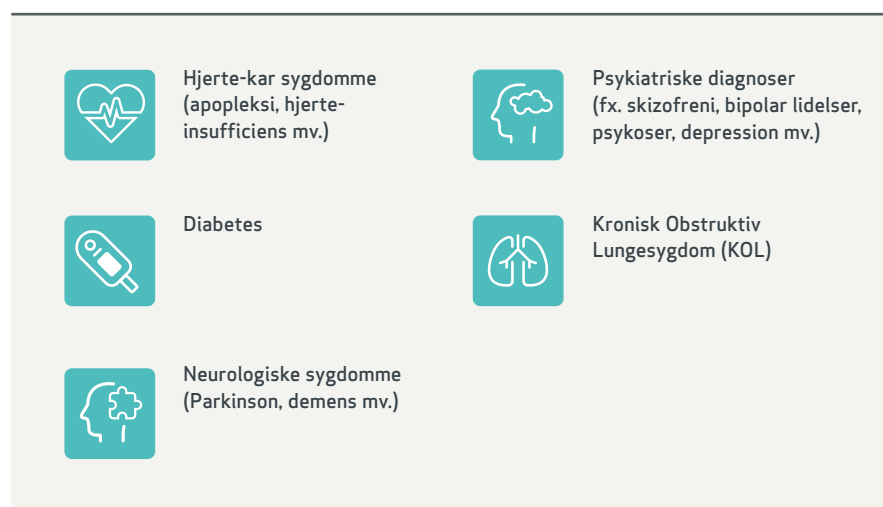 Hjerte-kar sygdomme
(apopleksi, hjerte-
insufficiens mv.)
Psykiatriske diagnoser
(fx. skizofreni, bipolar lidelser,
psykoser, depression mv.)
Diabetes
Kronisk Obstruktiv
Lungesygdom (KOL)
Neurologiske sygdomme
(Parkinson, demens mv.)